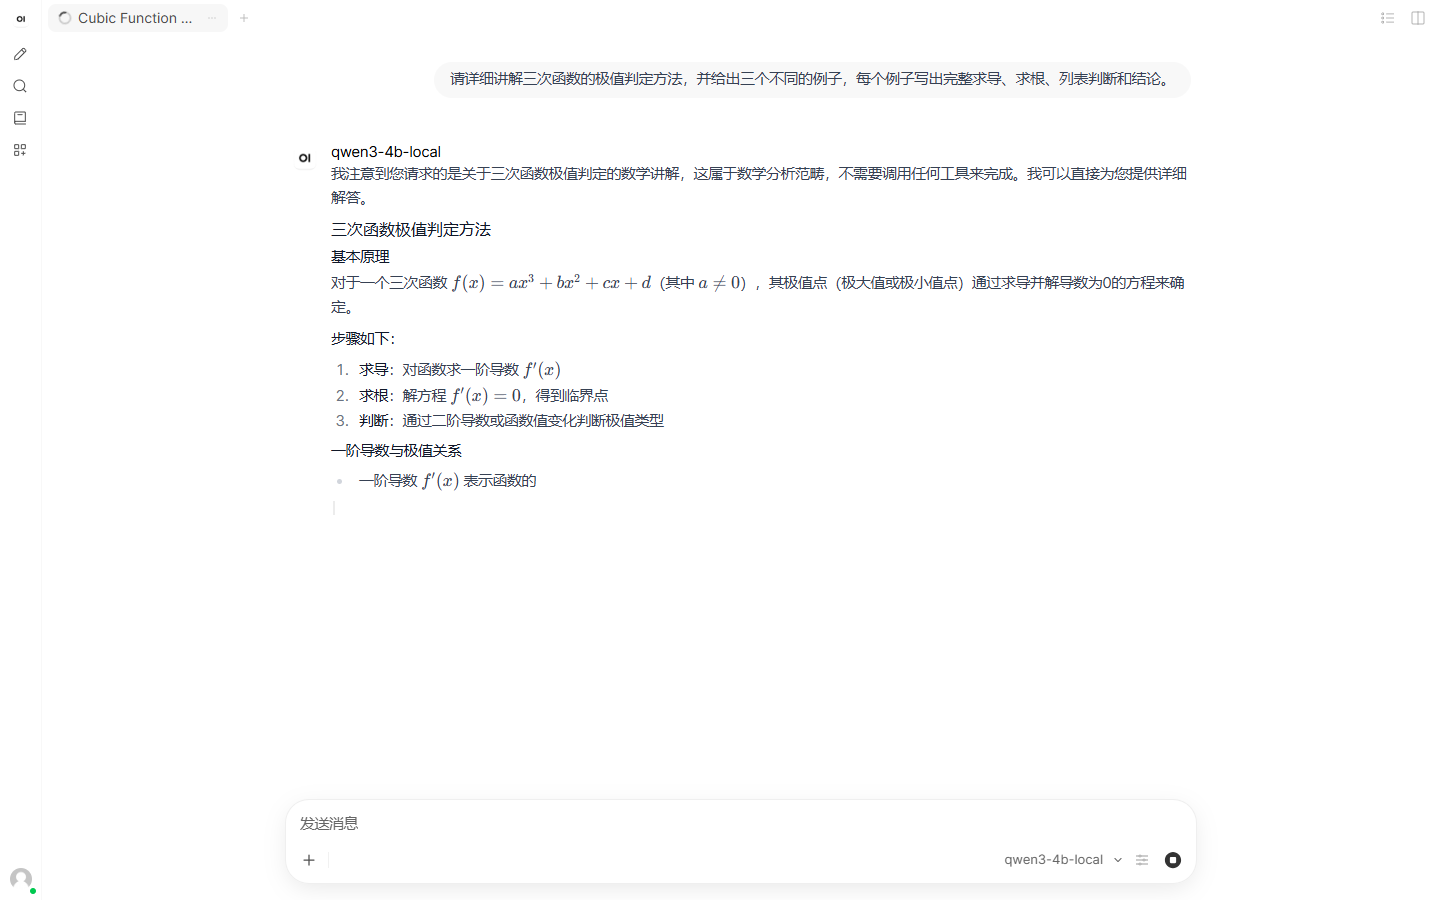 OI
Cubic Function ...
请详细讲解三次函数的极值判定方法，并给出三个不同的例子，每个例子写出完整求导、求根、列表判断和结论。
OI
qwen3-4b-local
我注意到您请求的是关于三次函数极值判定的数学讲解，这属于数学分析范畴，不需要调用任何工具来完成。我可以直接为您提供详细
解答。
三次函数极值判定方法
基本原理
对于一个三次函数 f(x) = ax³ + bx² + cx + d（其中 a ≠ 0），其极值点（极大值或极小值点）通过求导并解导数为0的方程来确
定。
步骤如下：
1. 求导：对函数求一阶导数 f′(x)
2. 求根：解方程 f′(x) = 0，得到临界点
3. 判断：通过二阶导数或函数值变化判断极值类型
一阶导数与极值关系
• 一阶导数 f′(x) 表示函数的
发送消息
qwen3-4b-local